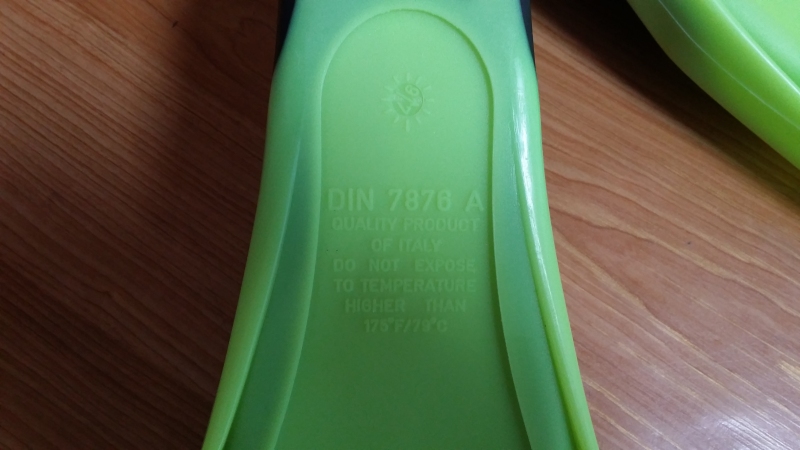 DIN 7876 A
QUALITY PRODUCT
OF ITALY
DO NOT EXPOSE
TO TEMPERATURE
HIGHER THAN
175°F/79°C